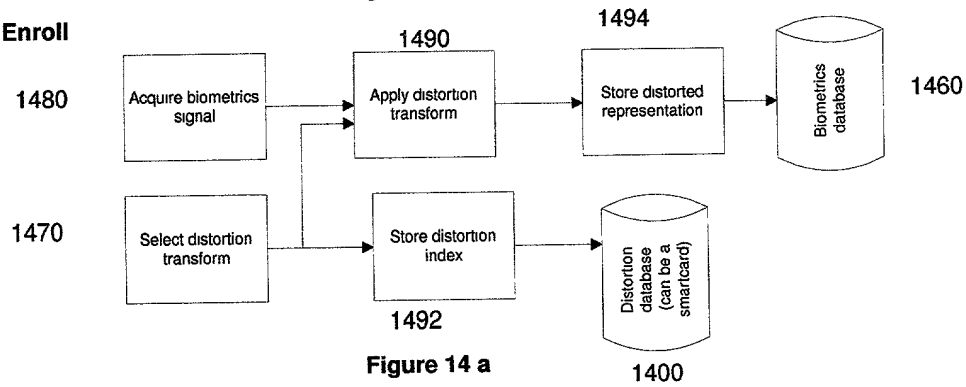 Enroll
1480
Acquire biometrics
signal
1490
Apply distortion
transform
1494
Store distorted
representation
Biometrics
database
1460
1470
Select distortion
transform
Store distortion
index
1492
Distortion
database
(can be a
smartcard)
1400
Figure 14 a